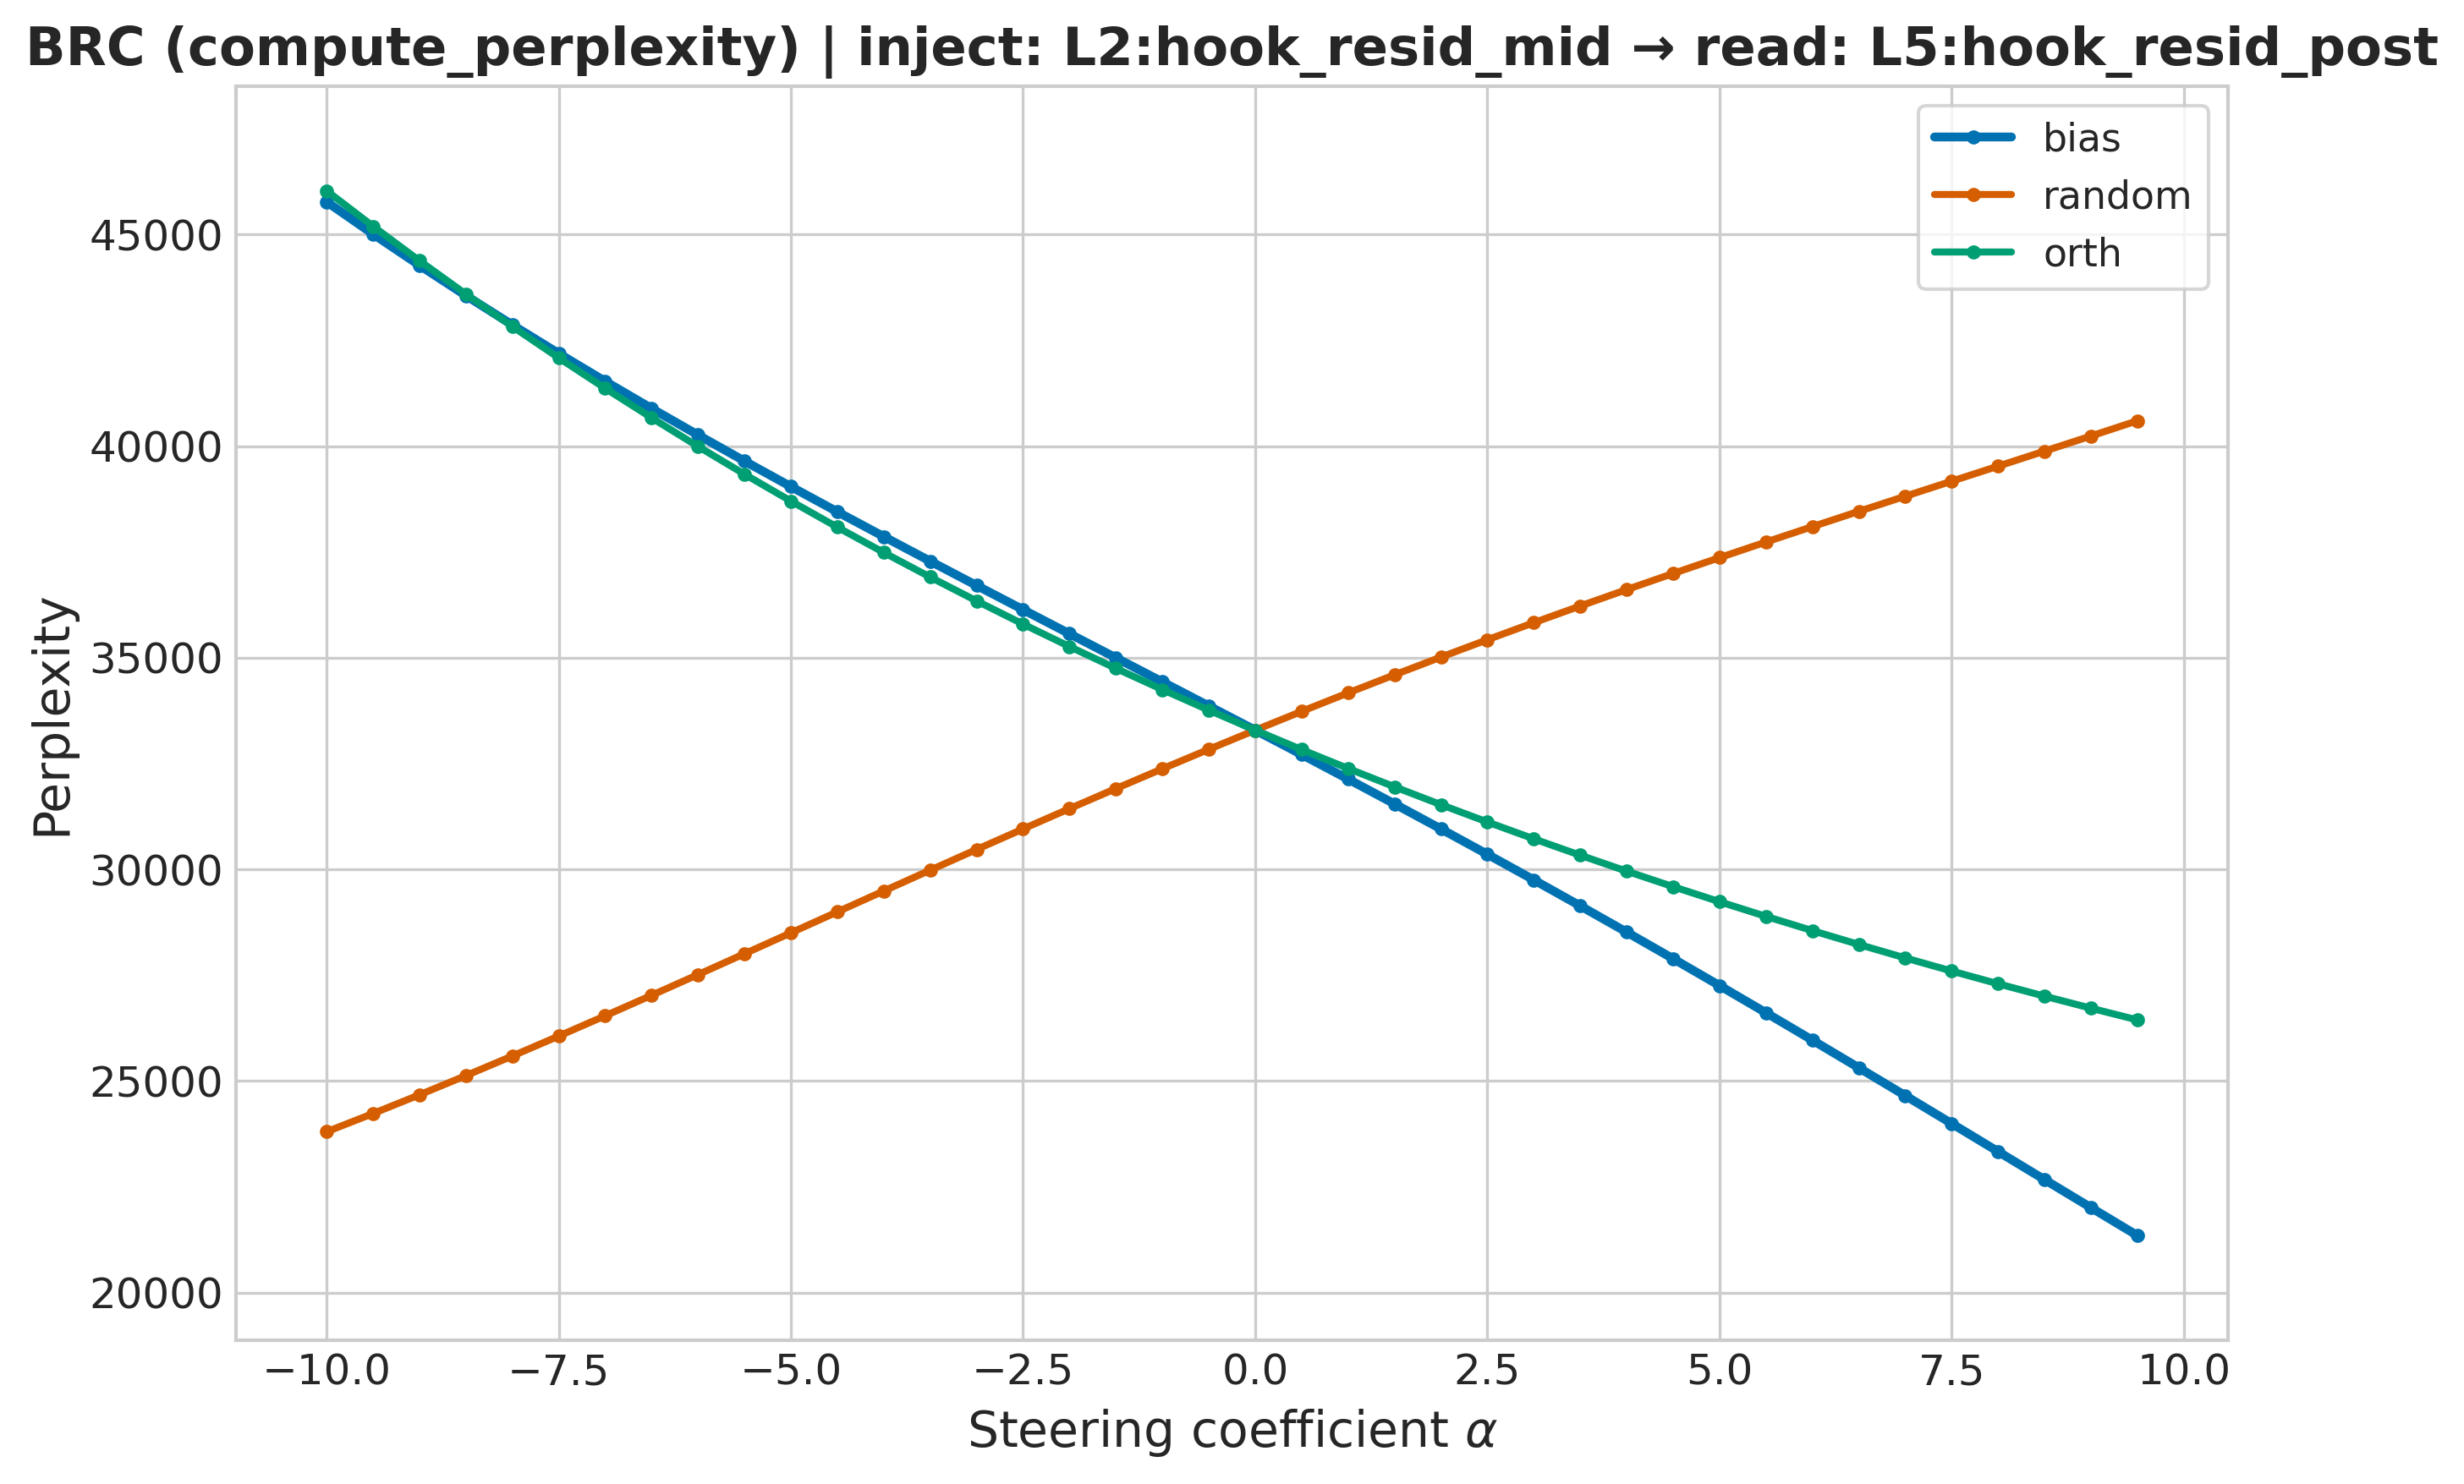 BRC (compute_perplexity) | inject: L2:hook_resid_mid → read: L5:hook_resid_post
bias
random
orth
Perplexity
45000
40000
35000
30000
25000
20000
−10.0 −7.5 −5.0 −2.5 0.0 2.5 5.0 7.5 10.0
Steering coefficient α